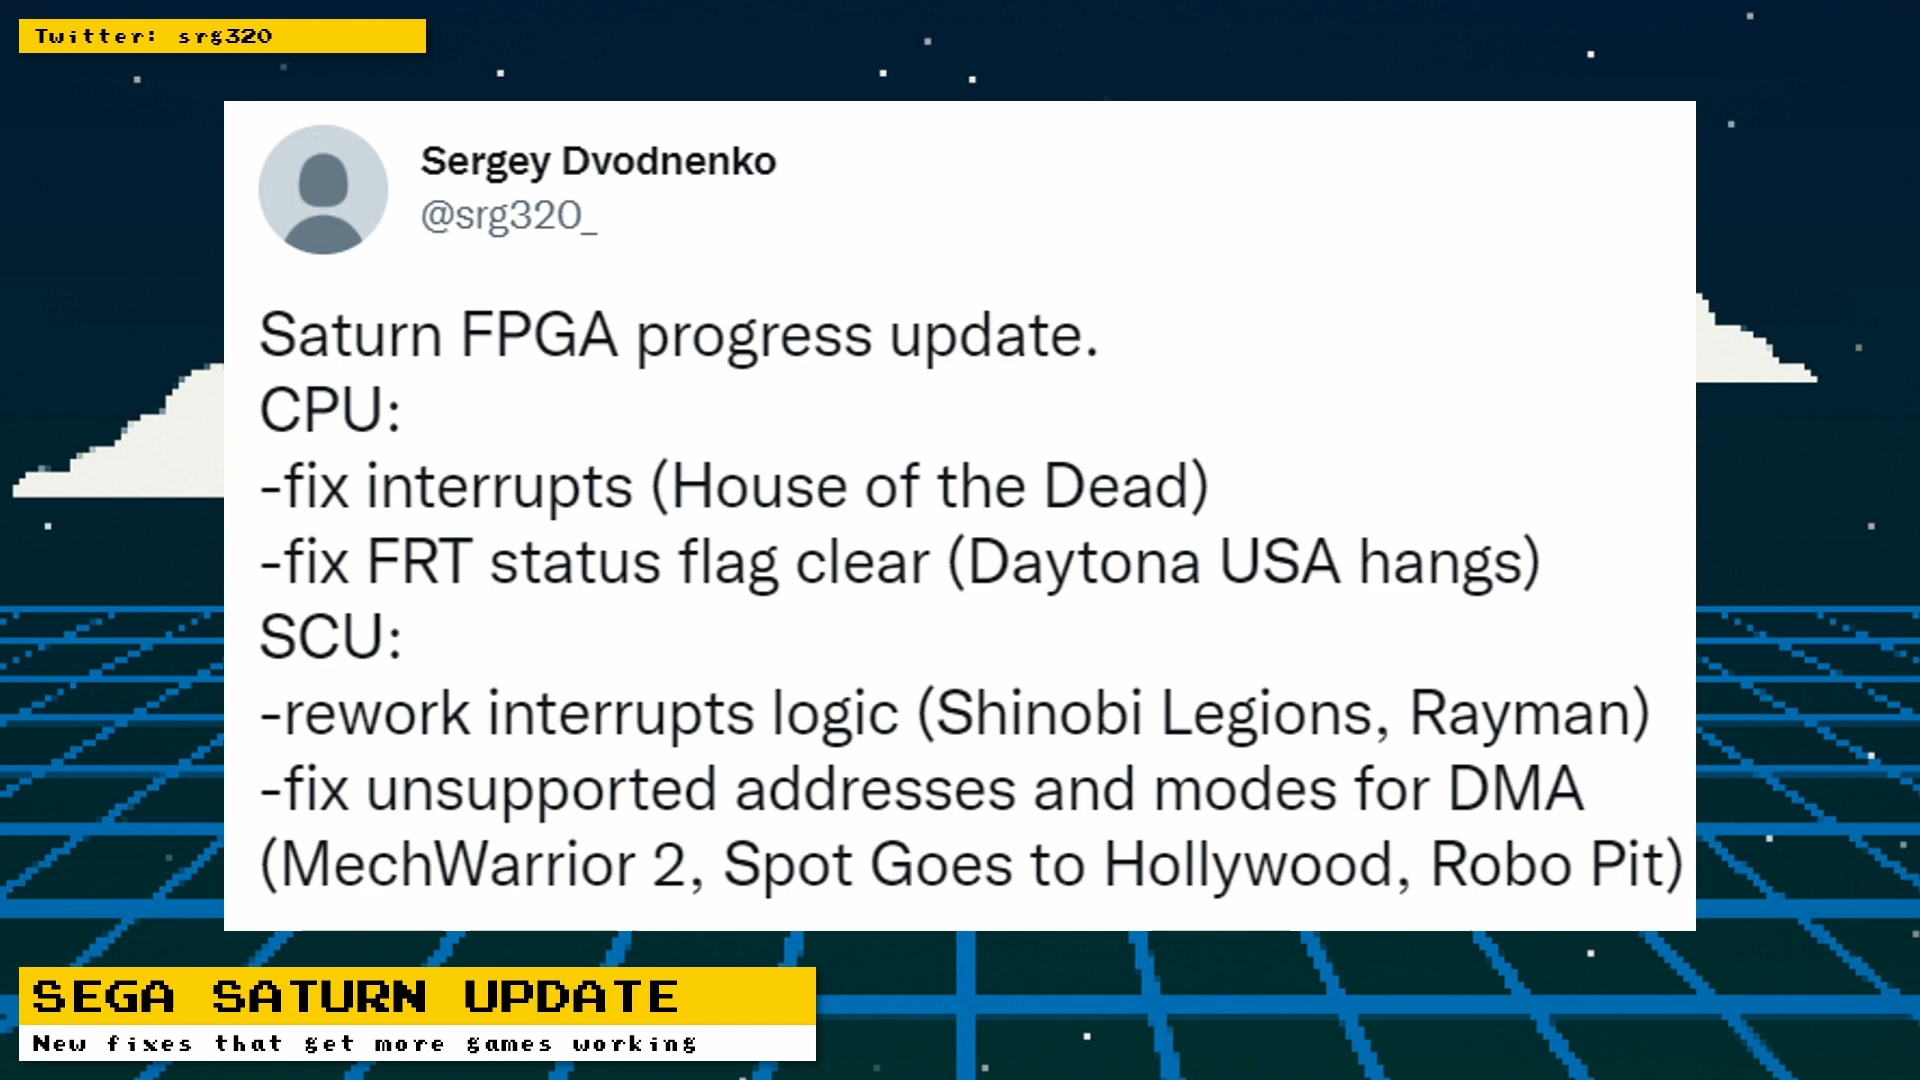 Twitter: srg320
Sergey Dvodnenko
@srg320_
Saturn FPGA progress update.
CPU:
-fix interrupts (House of the Dead)
-fix FRT status flag clear (Daytona USA hangs)
SCU:
-rework interrupts logic (Shinobi Legions, Rayman)
-fix unsupported addresses and modes for DMA
(MechWarrior 2, Spot Goes to Hollywood, Robo Pit)
SEGA SATURN UPDATE
New fixes that get more games working